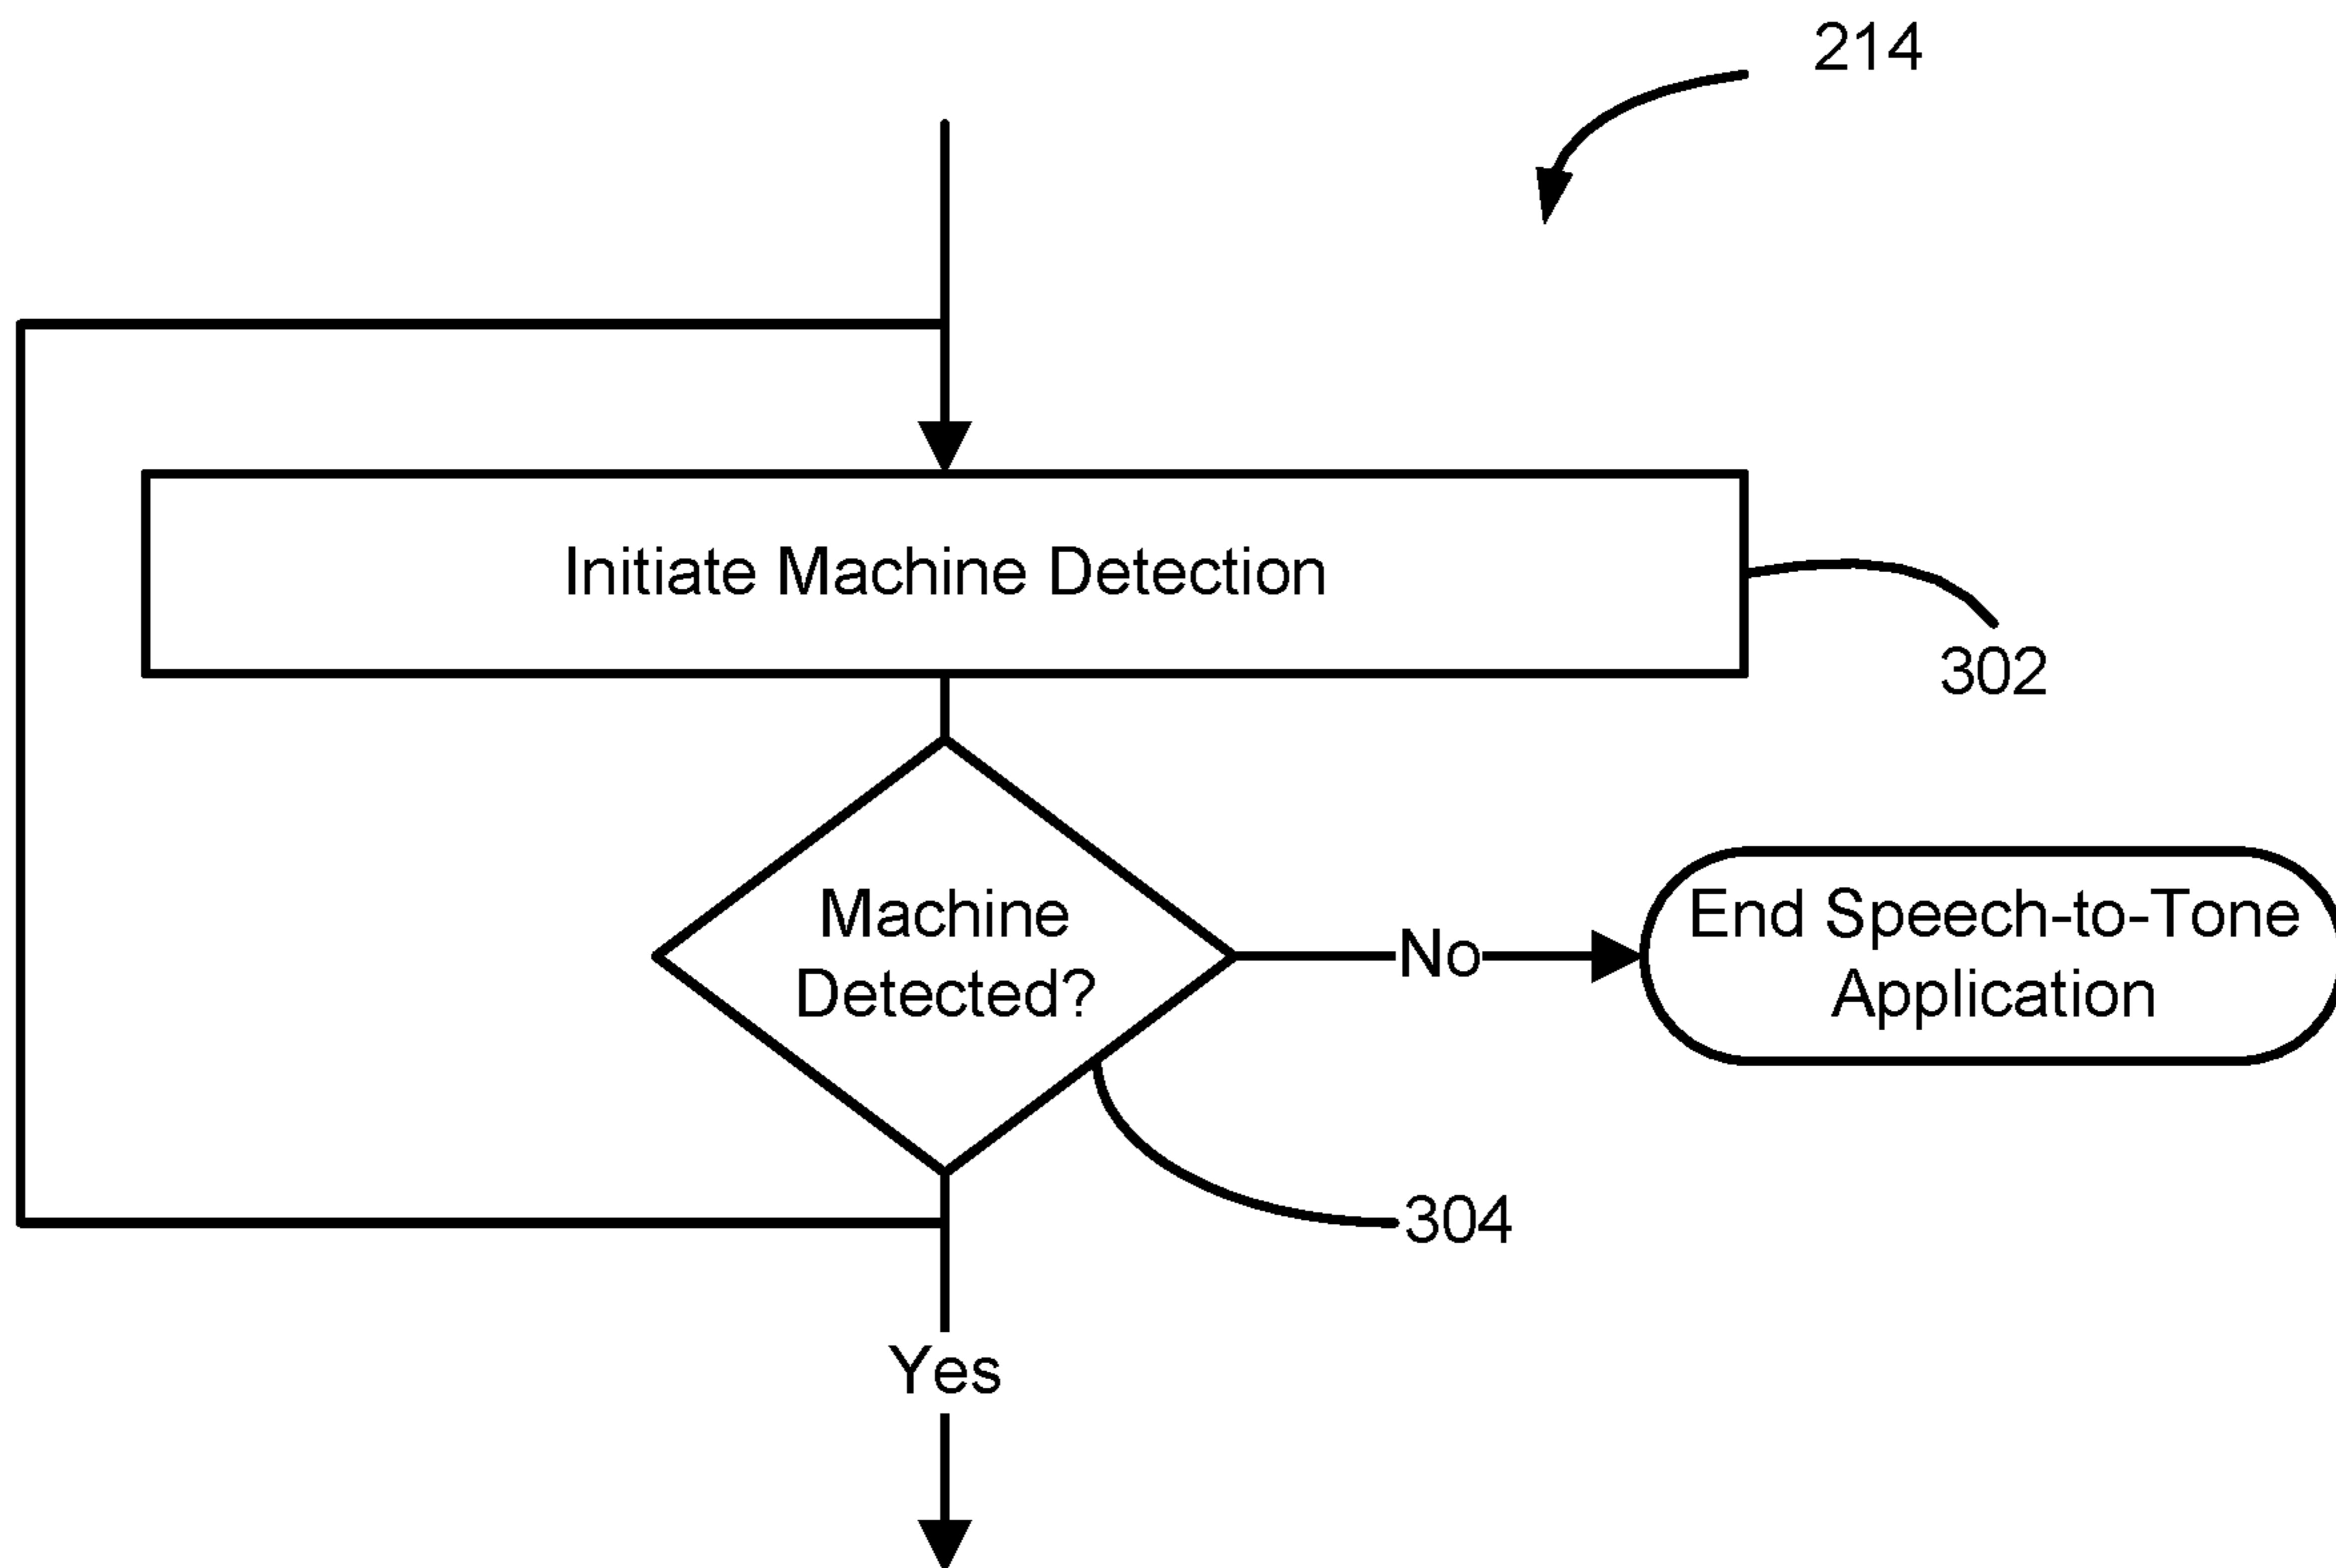 214
Initiate Machine Detection
302
Machine
Detected?
No
End Speech-to-Tone
Application
304
Yes